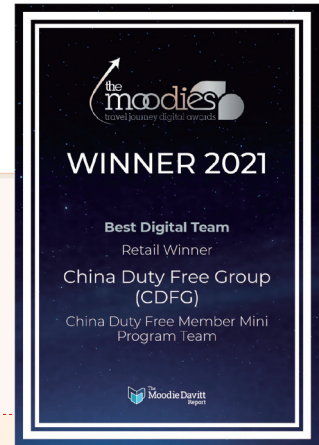 the
moodies
travel journey digital awards
WINNER 2021
Best Digital Team
Retail Winner
China Duty Free Group
(CDFG)
China Duty Free Member Mini
Program Team
The
Moodie Davitt
Report